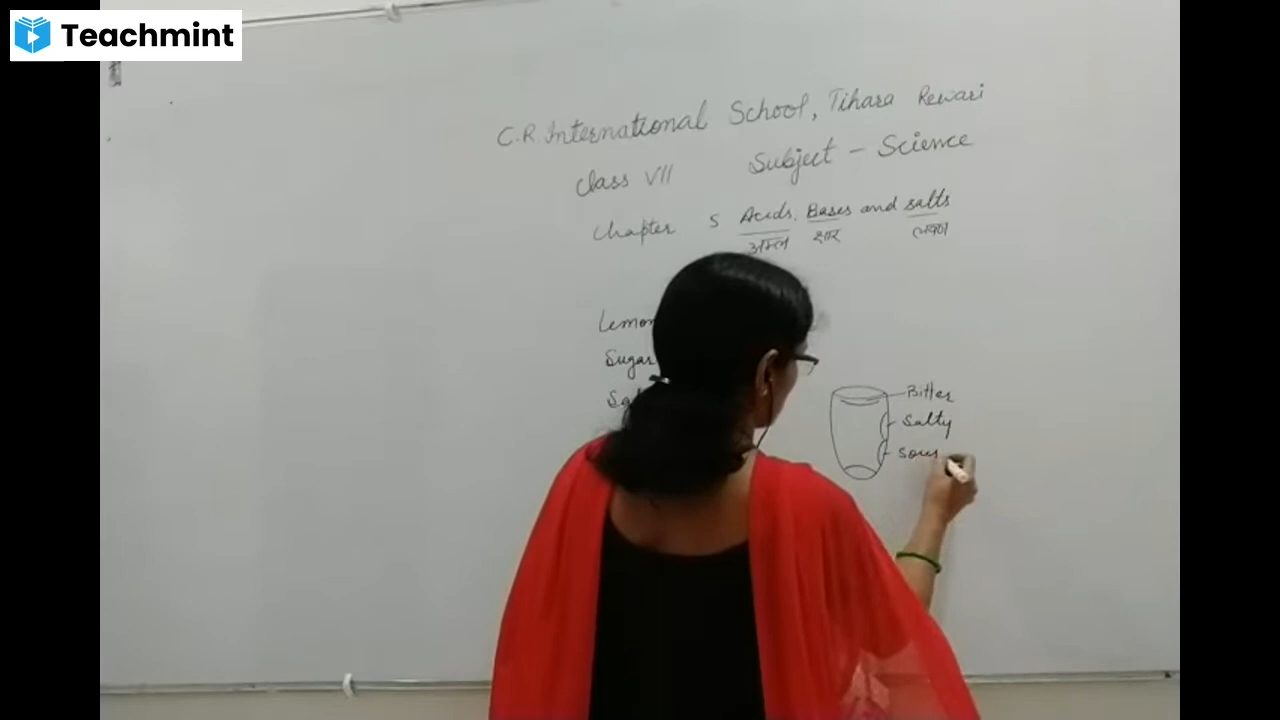 Teachmint
C.R. International School, Tihara Rewari
Class VII Subject - Science
Chapter 5 Acids, Bases and salts
अम्ल क्षार लवण
Lemon
Sugar
Bitter
Salty
Sour